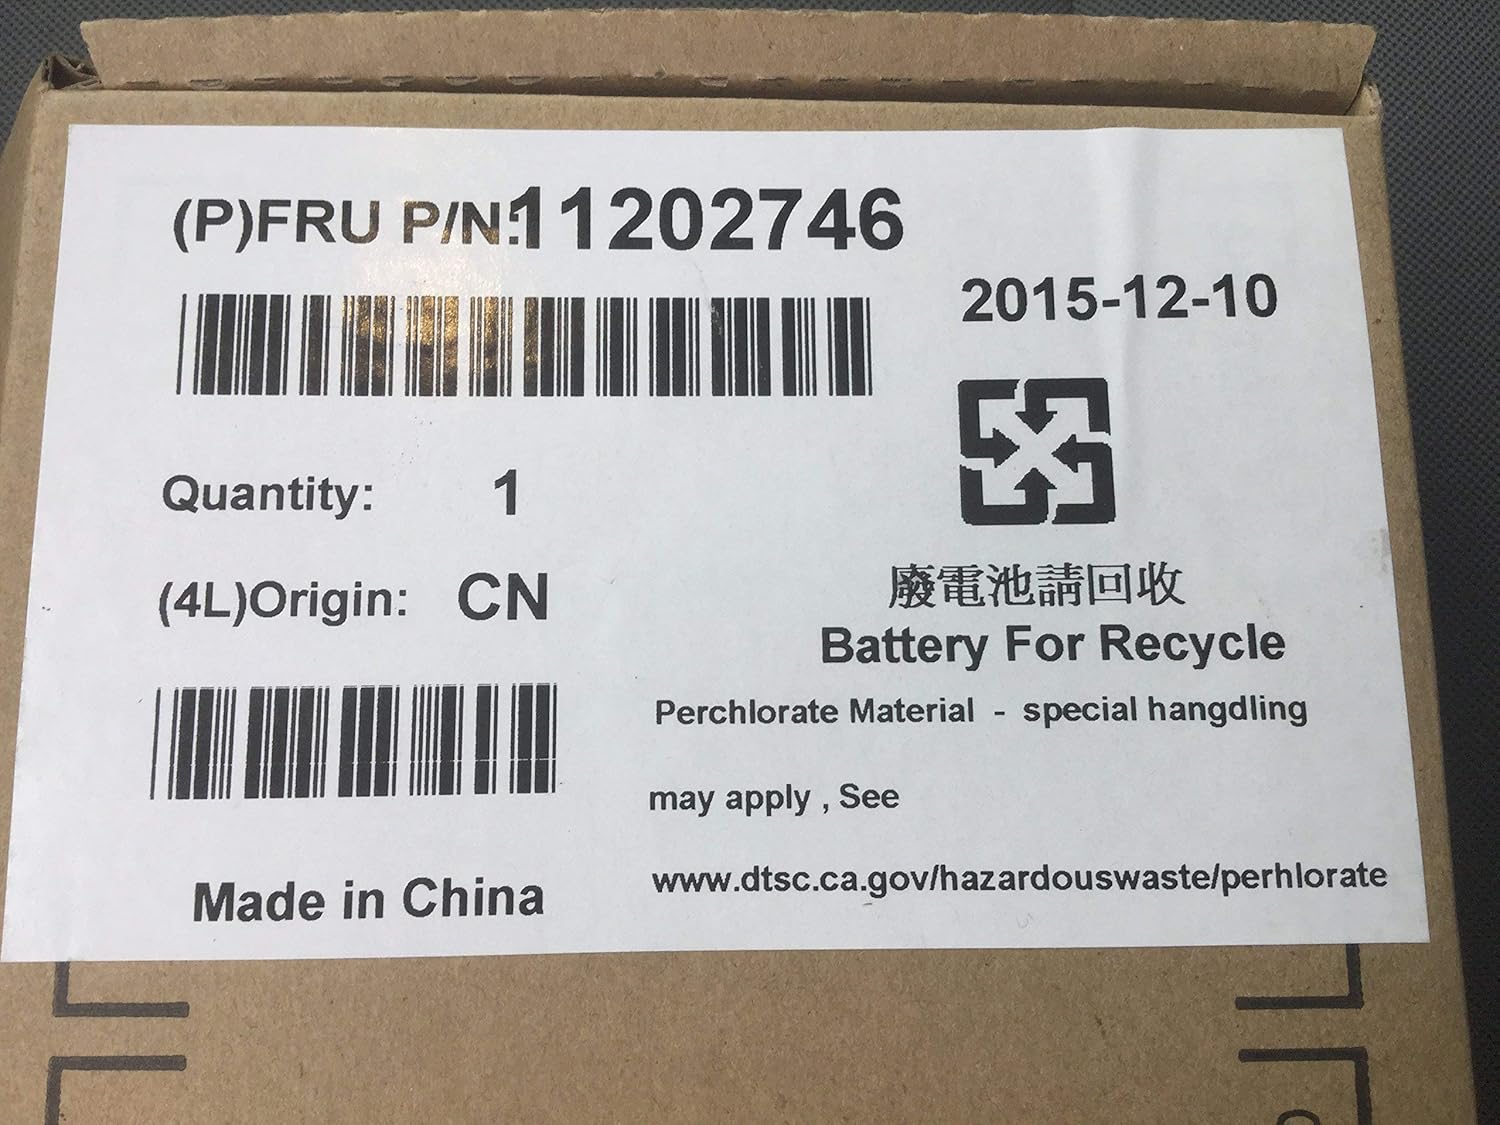 (P)FRU P/N:11202746
2015-12-10
Quantity: 1
(4L)Origin: CN
廢電池請回收
Battery For Recycle
Perchlorate Material - special hangdling
may apply , See
www.dtsc.ca.gov/hazardouswaste/perhlorate
Made in China